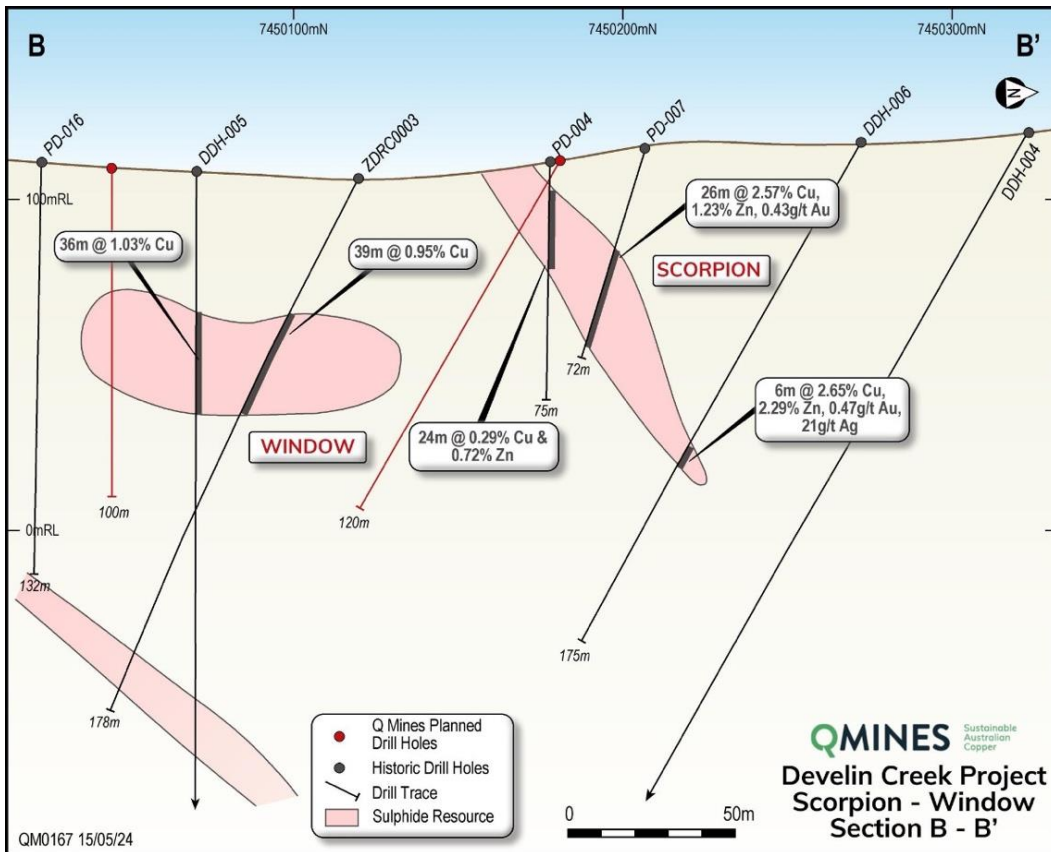 7450100mN
7450200mN
7450300mN
B
B'
N
PD-016
DDH-005
ZDRC0003
PD-004
PD-007
DDH-006
DDH-004
100mRL
36m @ 1.03% Cu
39m @ 0.95% Cu
26m @ 2.57% Cu,
1.23% Zn, 0.43g/t Au
SCORPION
72m
75m
6m @ 2.65% Cu,
2.29% Zn, 0.47g/t Au,
21g/t Ag
24m @ 0.29% Cu &
0.72% Zn
WINDOW
100m
120m
0mRL
132m
175m
178m
Q Mines Planned
Drill Holes
Historic Drill Holes
Drill Trace
Sulphide Resource
0
50m
QMINES
Sustainable
Australian
Copper
Develin Creek Project
Scorpion - Window
Section B - B'
QM0167 15/05/24